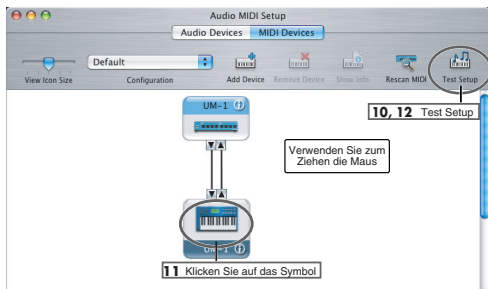 Audio MIDI Setup
Audio Devices MIDI Devices
Default
View Icon Size Configuration Add Device Remove Device Show Info Rescan MIDI Test Setup
10, 12 Test Setup
UM-1
Verwenden Sie zum
Ziehen die Maus
UM-1
11 Klicken Sie auf das Symbol